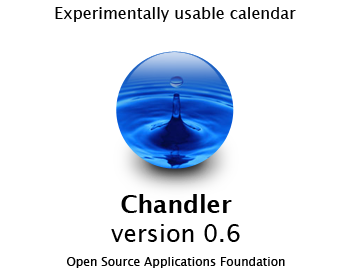 Experimentally usable calendar
Chandler
version 0.6
Open Source Applications Foundation